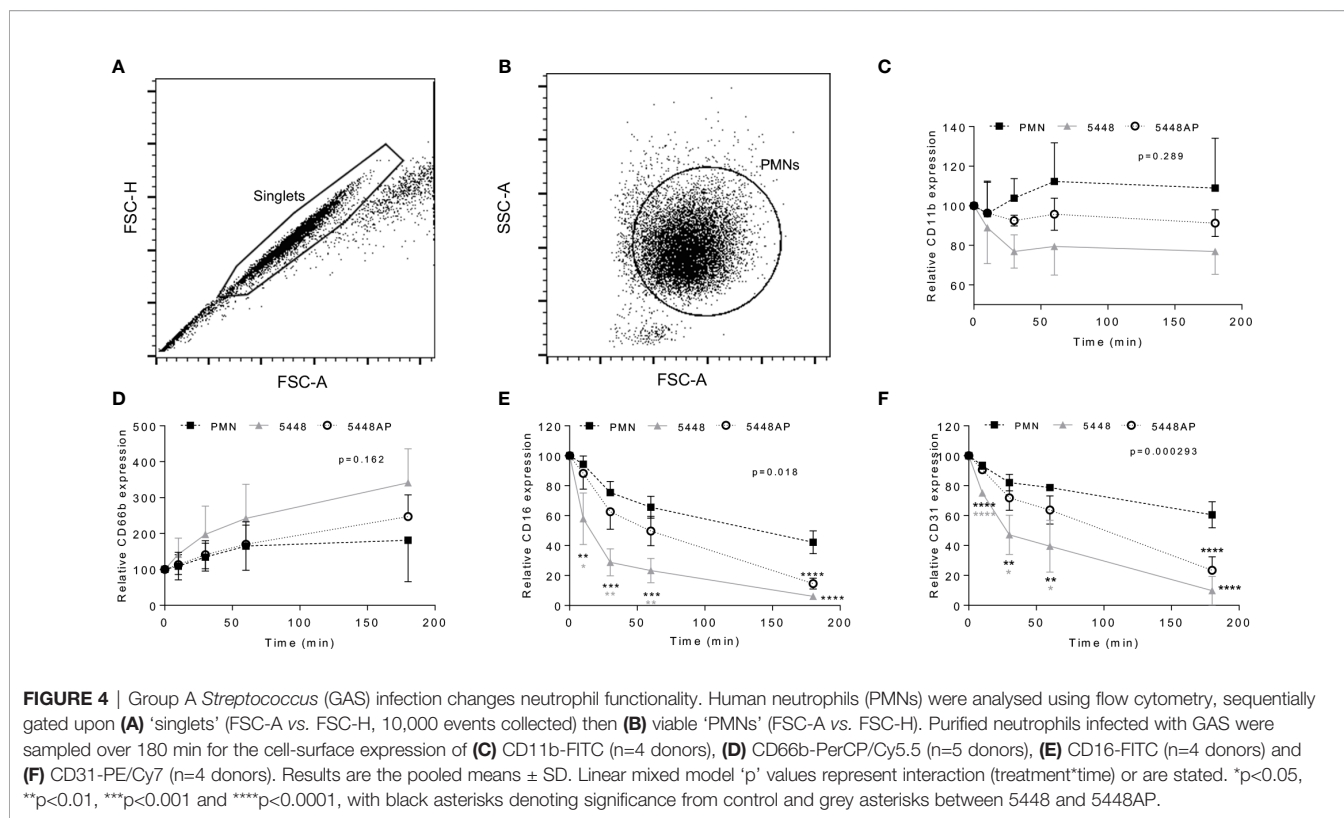 A
FSC-H
Singlets
FSC-A
B
SSC-A
PMNs
FSC-A
C
Relative CD11b expression
PMN 5448 5448AP
p=0.289
140
120
100
80
60
0 50 100 150 200
Time (min)
D
Relative CD66b expression
PMN 5448 5448AP
p=0.162
500
400
300
200
100
0
0 50 100 150 200
Time (min)
E
Relative CD16 expression
PMN 5448 5448AP
p=0.018
120
100
80
60
40
20
0
**
*
***
**
***
**
****
****
0 50 100 150 200
Time (min)
F
Relative CD31 expression
PMN 5448 5448AP
p=0.000293
120
100
80
60
40
20
0
****
****
**
*
**
*
****
****
0 50 100 150 200
Time (min)
FIGURE 4 | Group A Streptococcus (GAS) infection changes neutrophil functionality. Human neutrophils (PMNs) were analysed using flow cytometry, sequentially
gated upon (A) 'singlets' (FSC-A vs. FSC-H, 10,000 events collected) then (B) viable 'PMNs' (FSC-A vs. FSC-H). Purified neutrophils infected with GAS were
sampled over 180 min for the cell-surface expression of (C) CD11b-FITC (n=4 donors), (D) CD66b-PerCP/Cy5.5 (n=5 donors), (E) CD16-FITC (n=4 donors) and
(F) CD31-PE/Cy7 (n=4 donors). Results are the pooled means ± SD. Linear mixed model 'p' values represent interaction (treatment*time) or are stated. *p<0.05,
**p<0.01, ***p<0.001 and ****p<0.0001, with black asterisks denoting significance from control and grey asterisks between 5448 and 5448AP.